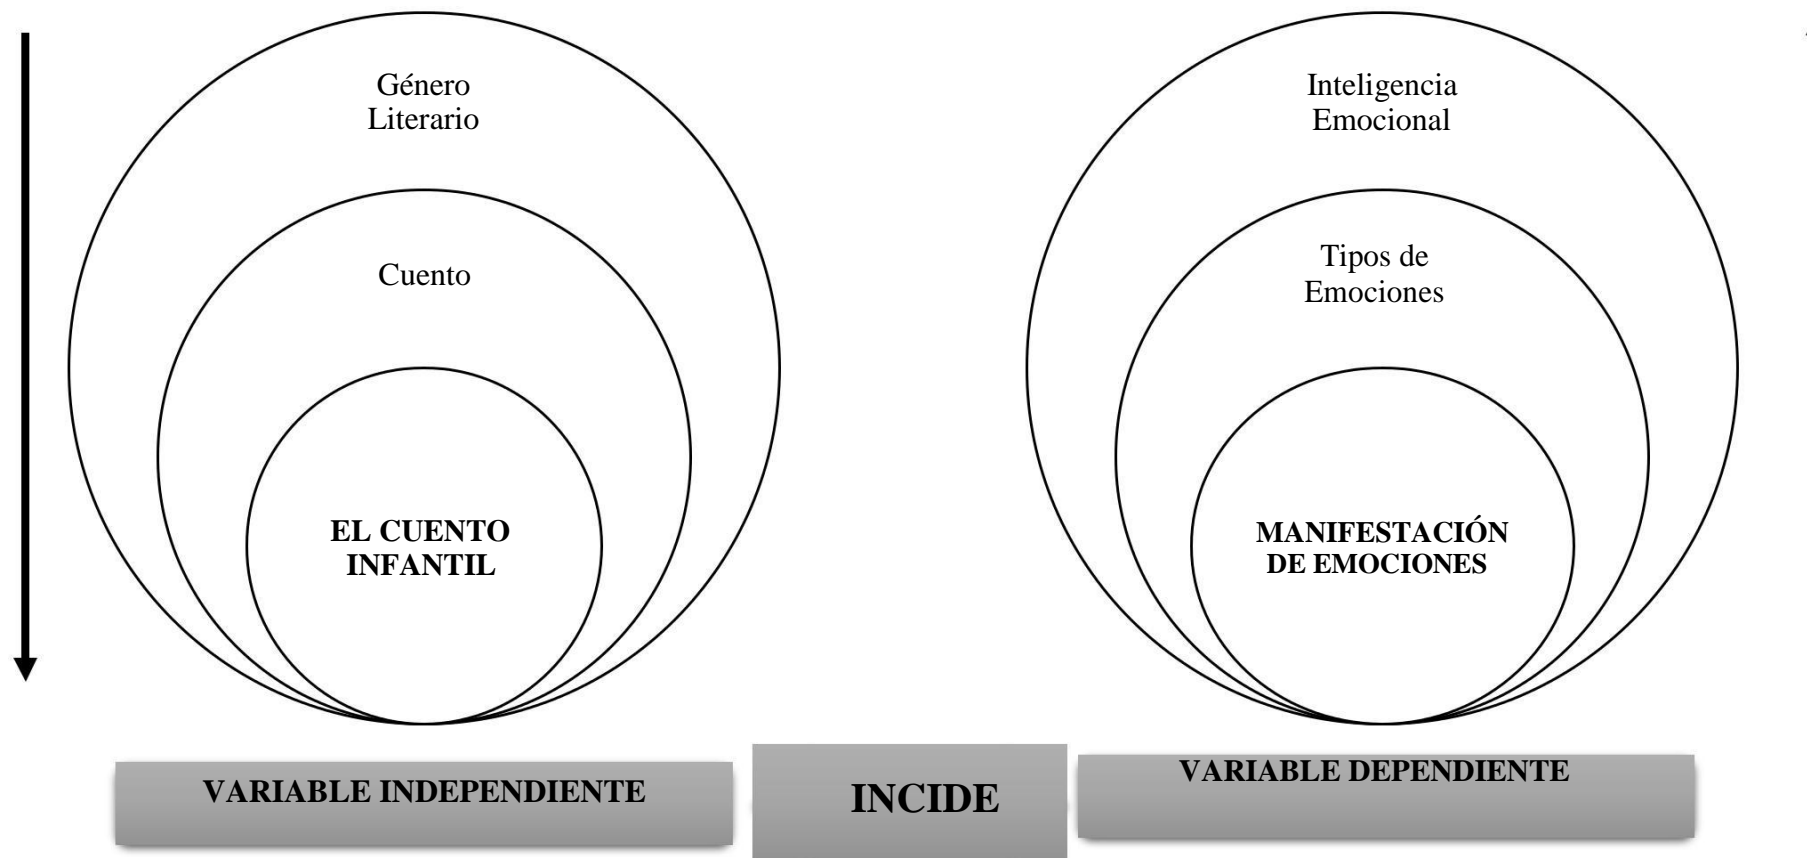 Género
Literario
Cuento
EL CUENTO
INFANTIL
Inteligencia
Emocional
Tipos de
Emociones
MANIFESTACIÓN
DE EMOCIONES
VARIABLE INDEPENDIENTE
INCIDE
VARIABLE DEPENDIENTE